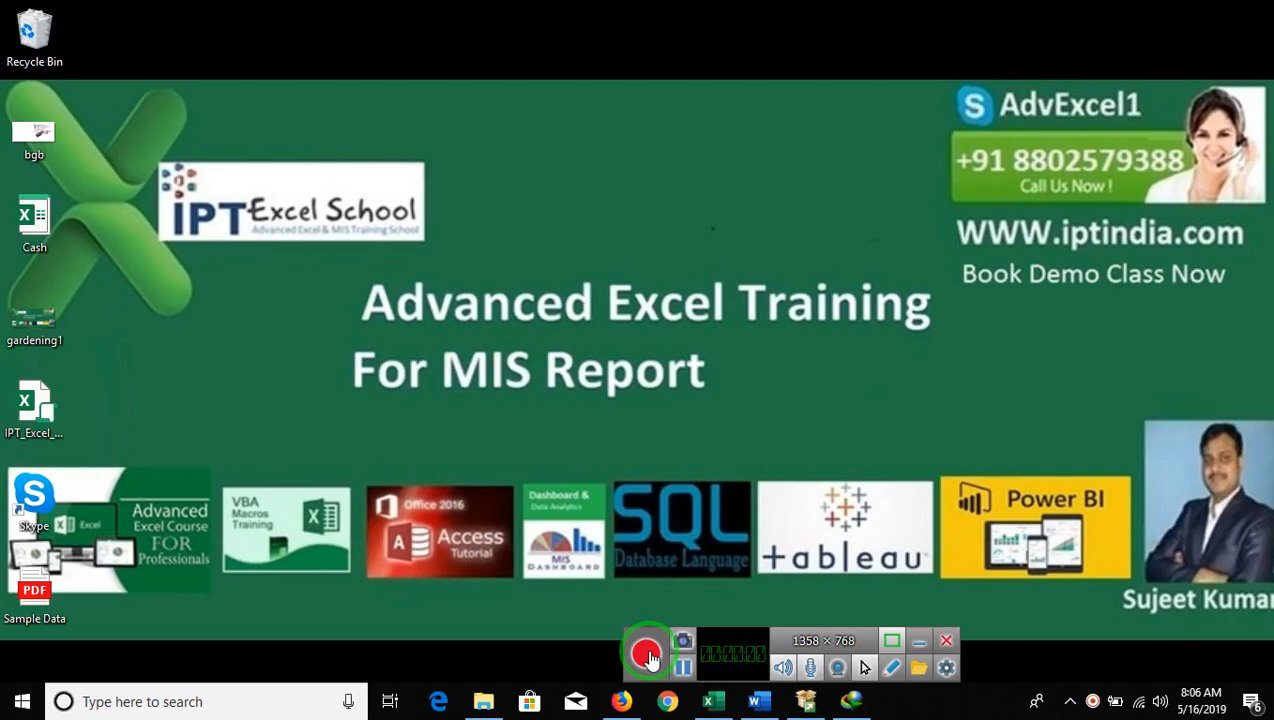 Recycle Bin
bgb
Cash
gardening1
IPT_Excel_...
Skype
PDF
Sample Data
IPT Excel School
Advanced Excel & MIS Training School
AdvExcel1
+91 8802579388
Call Us Now !
WWW.iptindia.com
Book Demo Class Now
Advanced Excel Training
For MIS Report
Excel
Advanced
Excel Course
FOR
Professionals
VBA
Macros
Training
Office 2016
Access
Tutorial
Dashboard &
Data Analytics
MIS
DASHBOARD
SQL
Database Language
+ableau
Power BI
Sujeet Kumar
1358 × 768
Type here to search
8:06 AM
5/16/2019
6